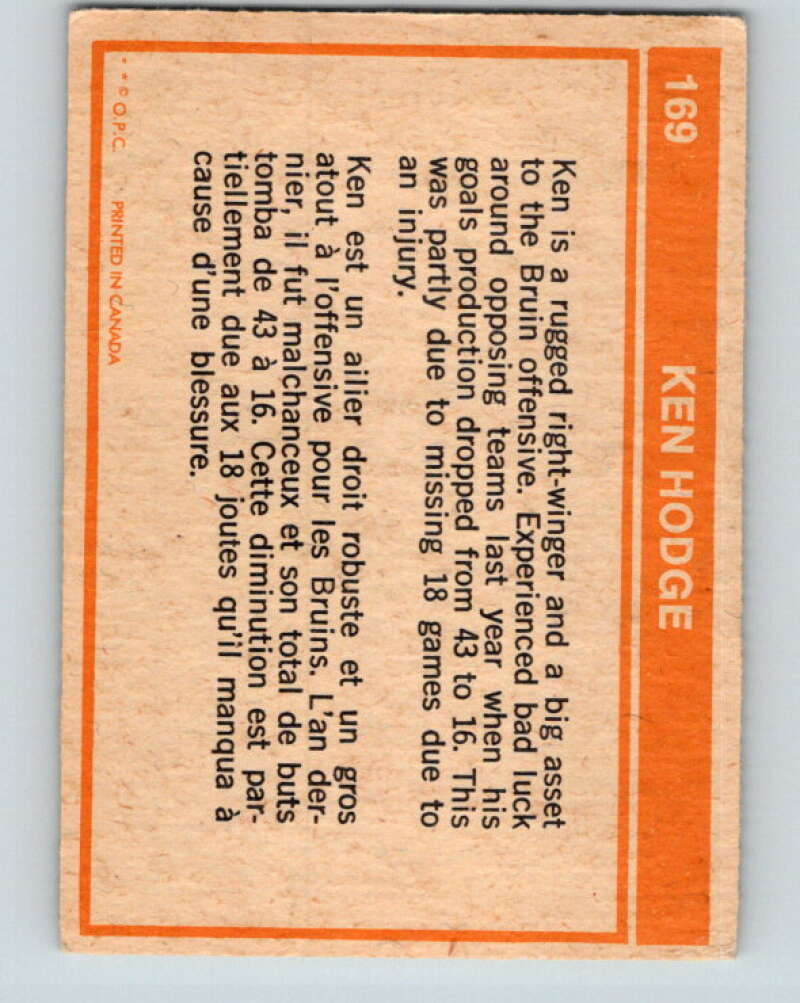 169 KEN HODGE
Ken is a rugged right-winger and a big asset
to the Bruin offensive. Experienced bad luck
around opposing teams last year when his
goals production dropped from 43 to 16. This
was partly due to missing 18 games due to
an injury.
Ken est un ailier droit robuste et un gros
atout à l'offensive pour les Bruins. L'an der-
nier, il fut malchanceux et son total de buts
tomba de 43 à 16. Cette diminution est par-
tiellement due aux 18 joutes qu'il manqua à
cause d'une blessure.
* * © O.P.C. PRINTED IN CANADA